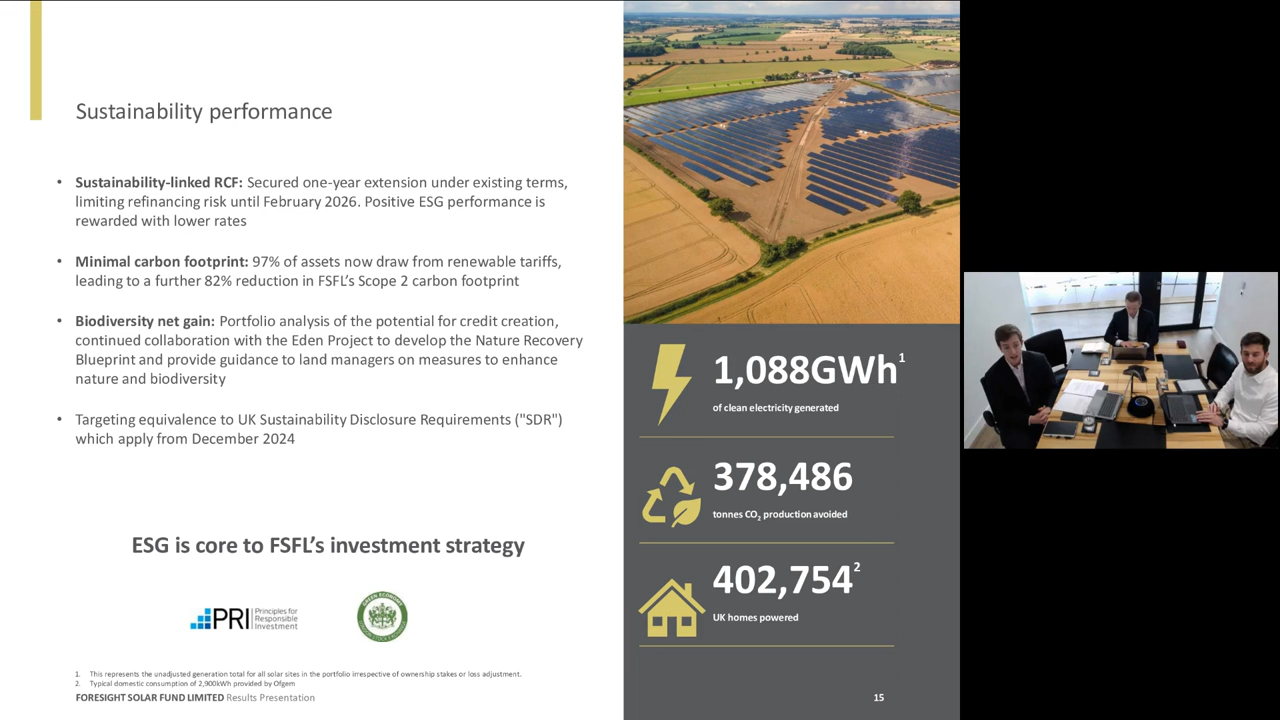 Sustainability performance
• Sustainability-linked RCF: Secured one-year extension under existing terms,
limiting refinancing risk until February 2026. Positive ESG performance is
rewarded with lower rates
• Minimal carbon footprint: 97% of assets now draw from renewable tariffs,
leading to a further 82% reduction in FSFL’s Scope 2 carbon footprint
• Biodiversity net gain: Portfolio analysis of the potential for credit creation,
continued collaboration with the Eden Project to develop the Nature Recovery
Blueprint and provide guidance to land managers on measures to enhance
nature and biodiversity
• Targeting equivalence to UK Sustainability Disclosure Requirements ("SDR")
which apply from December 2024
ESG is core to FSFL’s investment strategy
PRI
Principles for
Responsible
Investment
GREEN ECONOMY
1. This represents the unadjusted generation total for all solar sites in the portfolio irrespective of ownership stakes or loss adjustment.
2. Typical domestic consumption of 2,900kWh provided by Ofgem
FORESIGHT SOLAR FUND LIMITED Results Presentation
1,088GWh1
of clean electricity generated
378,486
tonnes CO2 production avoided
402,7542
UK homes powered
15